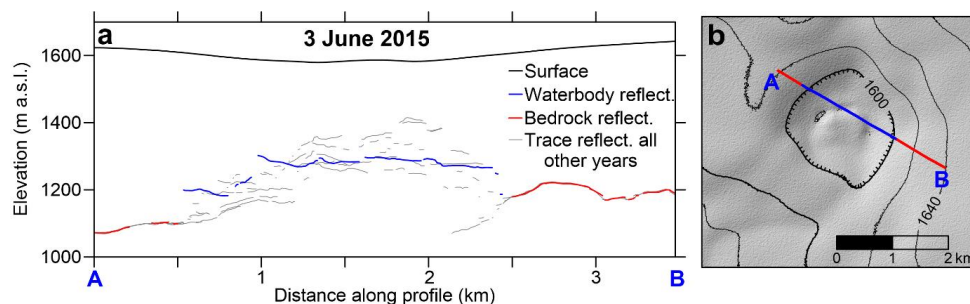 a
3 June 2015
1600
1400
1200
1000
Elevation (m a.s.l.)
Surface
Waterbody reflect.
Bedrock reflect.
Trace reflect. all
other years
A
1
2
3
B
Distance along profile (km)
b
A
1600
B
1640
0 1 2 km